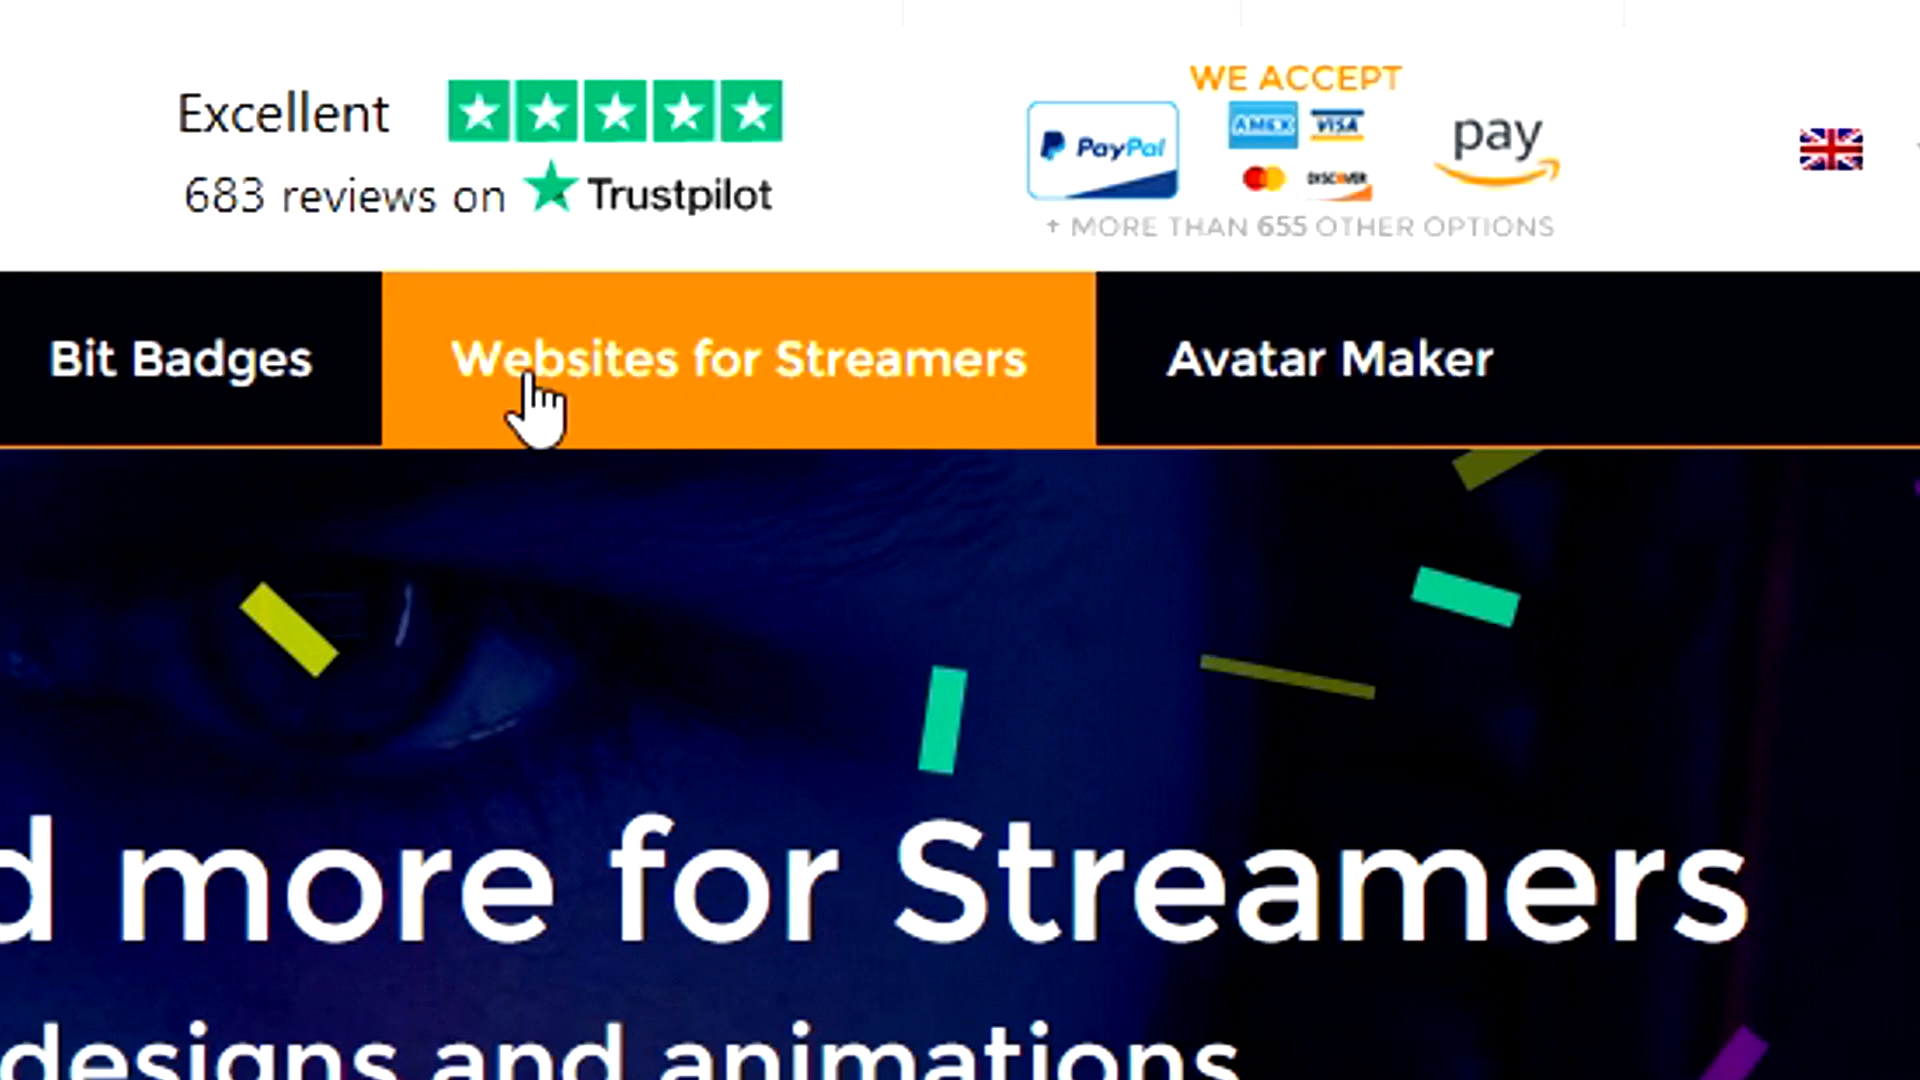 Excellent
683 reviews on Trustpilot
WE ACCEPT
PayPal
AMEX VISA
DISCOVER
pay
+ MORE THAN 655 OTHER OPTIONS
Bit Badges Websites for Streamers Avatar Maker
d more for Streamers
designs and animations